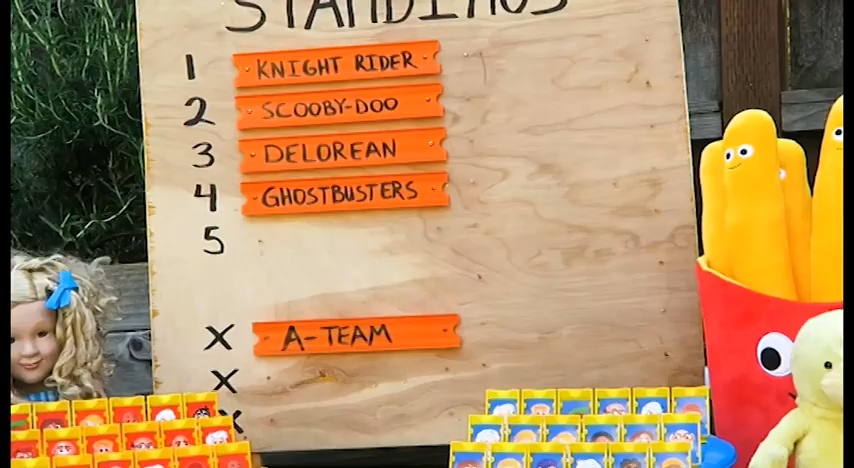 STANDINGS
1 KNIGHT RIDER
2 SCOOBY-DOO
3 DELOREAN
4 GHOSTBUSTERS
5
X A-TEAM
X
X